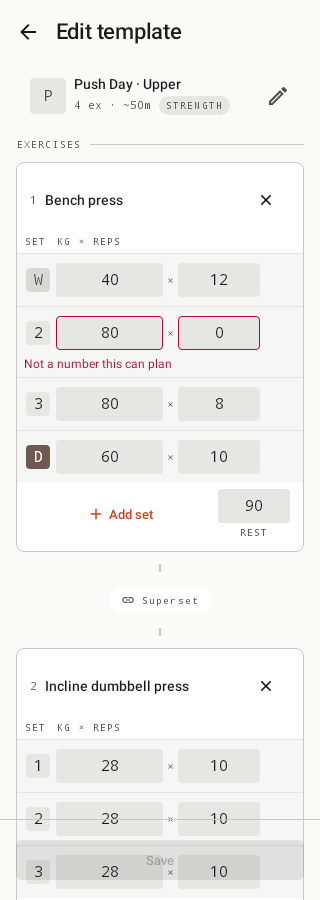 Edit template
P
Push Day · Upper
4 ex · ~50m STRENGTH
EXERCISES
1 Bench press
SET KG × REPS
W 40 × 12
2 80 × 0
Not a number this can plan
3 80 × 8
D 60 × 10
+ Add set 90
REST
Superset
2 Incline dumbbell press
SET KG × REPS
1 28 × 10
2 28 × 10
Save
3 28 × 10